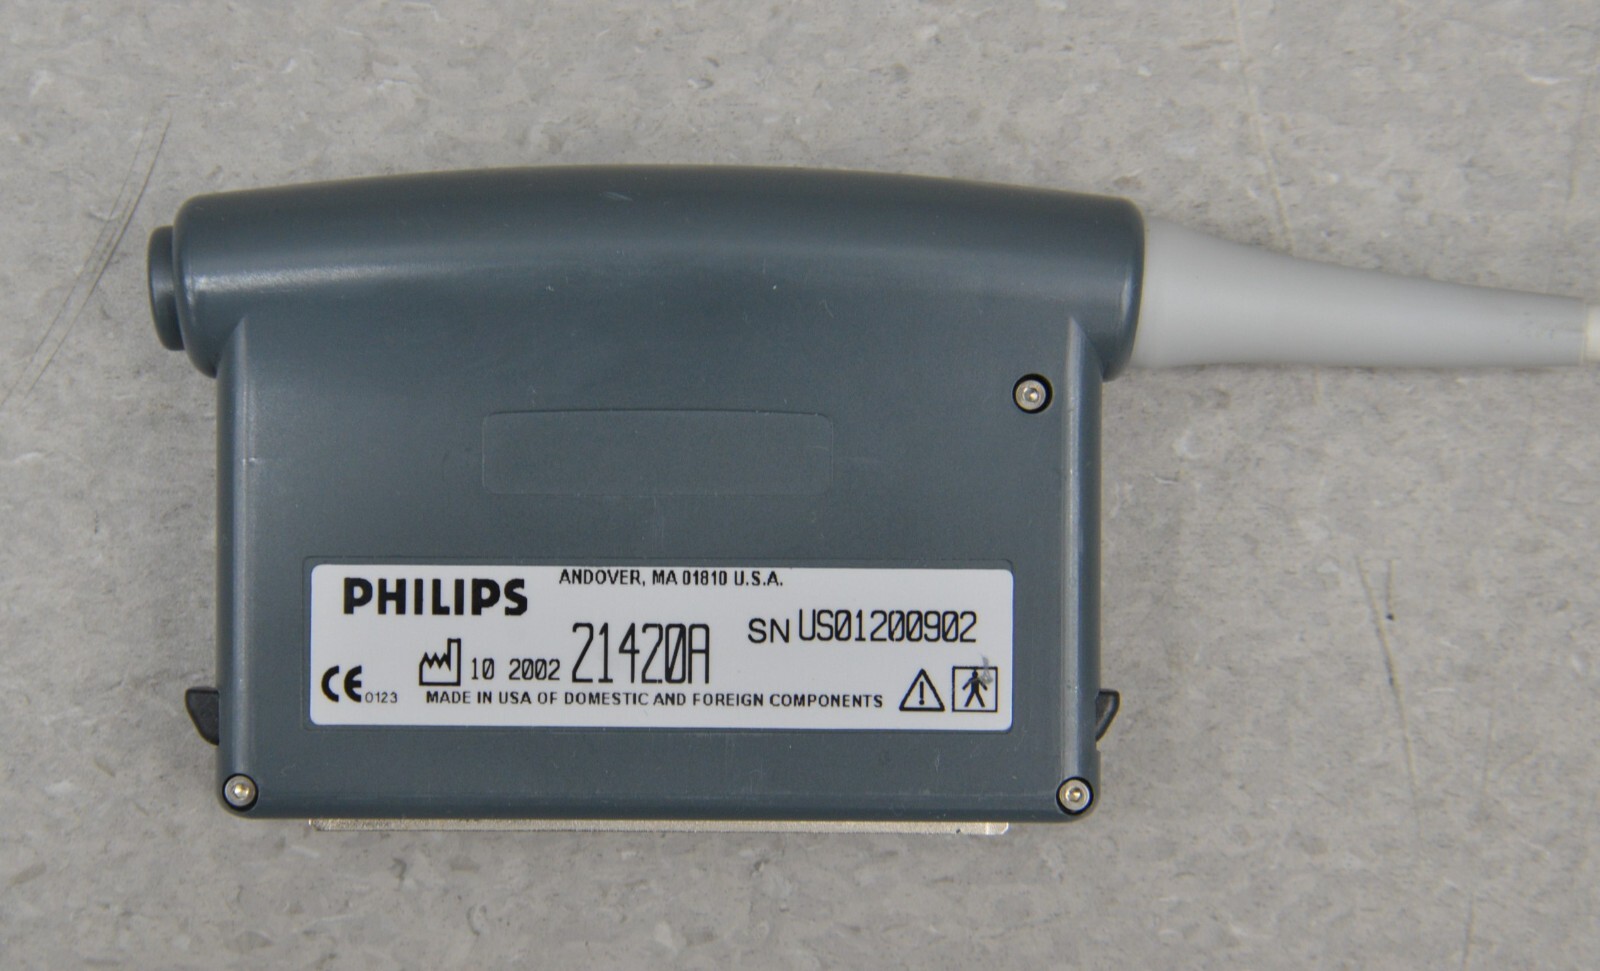 PHILIPS
ANDOVER, MA 01810 U.S.A.
10 2002 21420A
SN US01200902
CE 0123
MADE IN USA OF DOMESTIC AND FOREIGN COMPONENTS